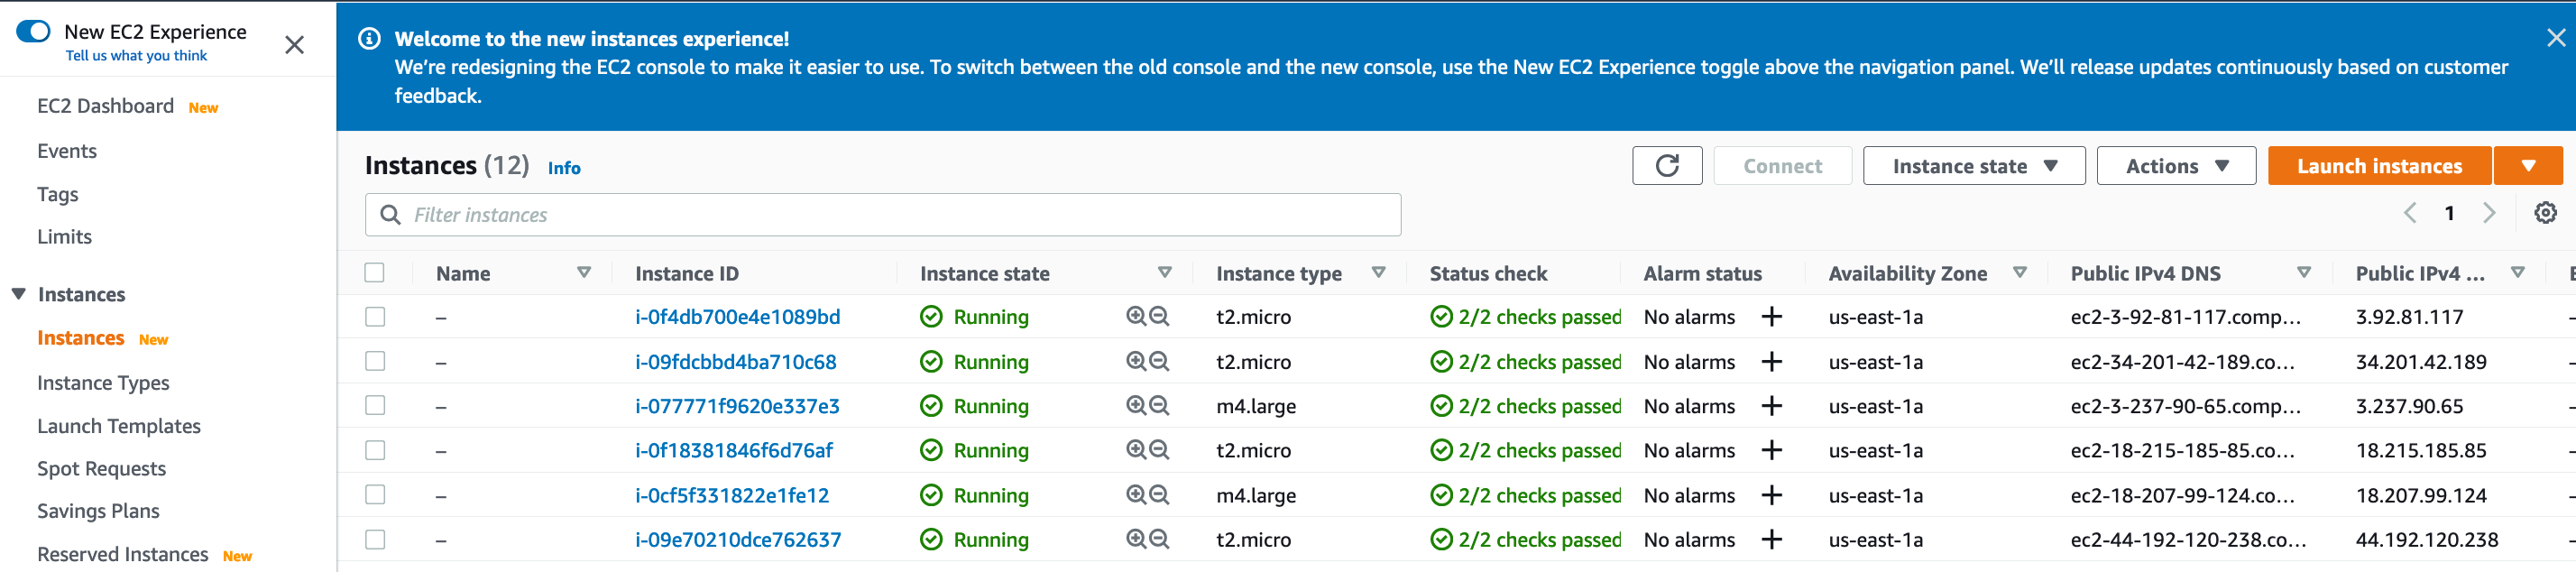 New EC2 Experience
Tell us what you think
EC2 Dashboard New
Events
Tags
Limits
Instances
Instances New
Instance Types
Launch Templates
Spot Requests
Savings Plans
Reserved Instances New
Welcome to the new instances experience!
We're redesigning the EC2 console to make it easier to use. To switch between the old console and the new console, use the New EC2 Experience toggle above the navigation panel. We'll release updates continuously based on customer
feedback.
Instances (12) Info
Connect Instance state Actions Launch instances
Filter instances
1
Name Instance ID Instance state Instance type Status check Alarm status Availability Zone Public IPv4 DNS Public IPv4 ...
– i-0f4db700e4e1089bd Running t2.micro 2/2 checks passed No alarms + us-east-1a ec2-3-92-81-117.comp... 3.92.81.117 –
– i-09fdcbbd4ba710c68 Running t2.micro 2/2 checks passed No alarms + us-east-1a ec2-34-201-42-189.co... 34.201.42.189 –
– i-077771f9620e337e3 Running m4.large 2/2 checks passed No alarms + us-east-1a ec2-3-237-90-65.comp... 3.237.90.65 –
– i-0f18381846f6d76af Running t2.micro 2/2 checks passed No alarms + us-east-1a ec2-18-215-185-85.co... 18.215.185.85 –
– i-0cf5f331822e1fe12 Running m4.large 2/2 checks passed No alarms + us-east-1a ec2-18-207-99-124.co... 18.207.99.124 –
– i-09e70210dce762637 Running t2.micro 2/2 checks passed No alarms + us-east-1a ec2-44-192-120-238.co... 44.192.120.238 –